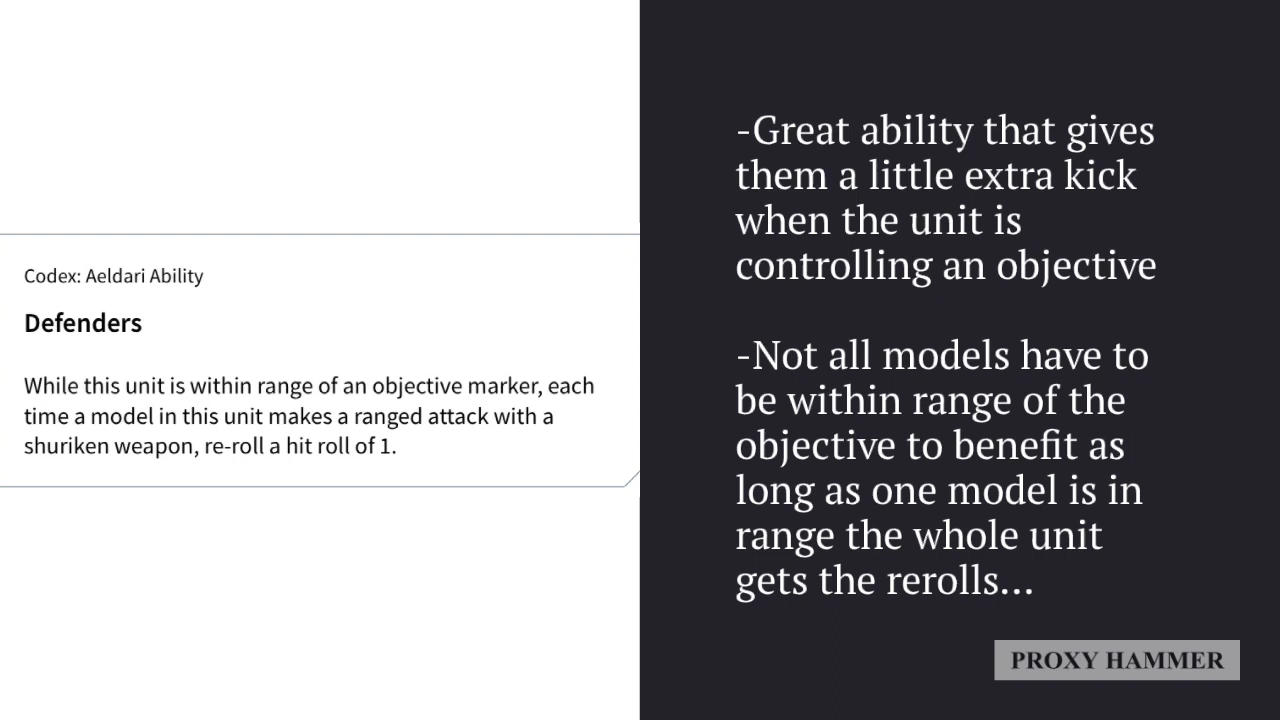 Codex: Aeldari Ability
Defenders
While this unit is within range of an objective marker, each
time a model in this unit makes a ranged attack with a
shuriken weapon, re-roll a hit roll of 1.
-Great ability that gives
them a little extra kick
when the unit is
controlling an objective
-Not all models have to
be within range of the
objective to benefit as
long as one model is in
range the whole unit
gets the rerolls...
PROXY HAMMER